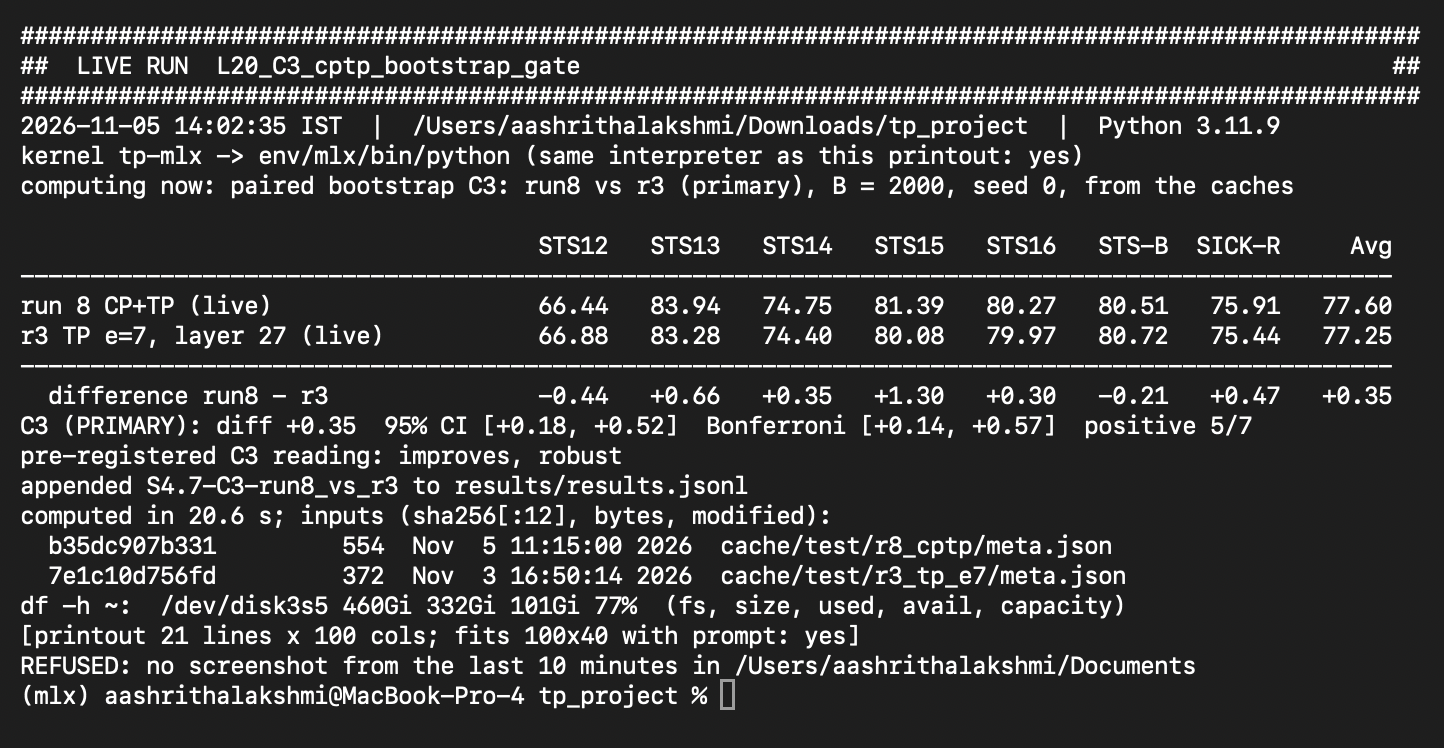 ####################################################################################################
##  LIVE RUN  L20_C3_cptp_bootstrap_gate                                                          ##
####################################################################################################
2026-11-05 14:02:35 IST  |  /Users/aashrithalakshmi/Downloads/tp_project  |  Python 3.11.9
kernel tp-mlx -> env/mlx/bin/python (same interpreter as this printout: yes)
computing now: paired bootstrap C3: run8 vs r3 (primary), B = 2000, seed 0, from the caches
                                     STS12   STS13   STS14   STS15   STS16   STS-B  SICK-R     Avg
--------------------------------------------------------------------------------------------------
run 8 CP+TP (live)                   66.44   83.94   74.75   81.39   80.27   80.51   75.91   77.60
r3 TP e=7, layer 27 (live)           66.88   83.28   74.40   80.08   79.97   80.72   75.44   77.25
--------------------------------------------------------------------------------------------------
  difference run8 - r3               -0.44   +0.66   +0.35   +1.30   +0.30   -0.21   +0.47   +0.35
C3 (PRIMARY): diff +0.35  95% CI [+0.18, +0.52]  Bonferroni [+0.14, +0.57]  positive 5/7
pre-registered C3 reading: improves, robust
appended S4.7-C3-run8_vs_r3 to results/results.jsonl
computed in 20.6 s; inputs (sha256[:12], bytes, modified):
  b35dc907b331         554  Nov  5 11:15:00 2026  cache/test/r8_cptp/meta.json
  7e1c10d756fd         372  Nov  3 16:50:14 2026  cache/test/r3_tp_e7/meta.json
df -h ~:  /dev/disk3s5 460Gi 332Gi 101Gi 77%  (fs, size, used, avail, capacity)
[printout 21 lines x 100 cols; fits 100x40 with prompt: yes]
REFUSED: no screenshot from the last 10 minutes in /Users/aashrithalakshmi/Documents
(mlx) aashrithalakshmi@MacBook-Pro-4 tp_project %